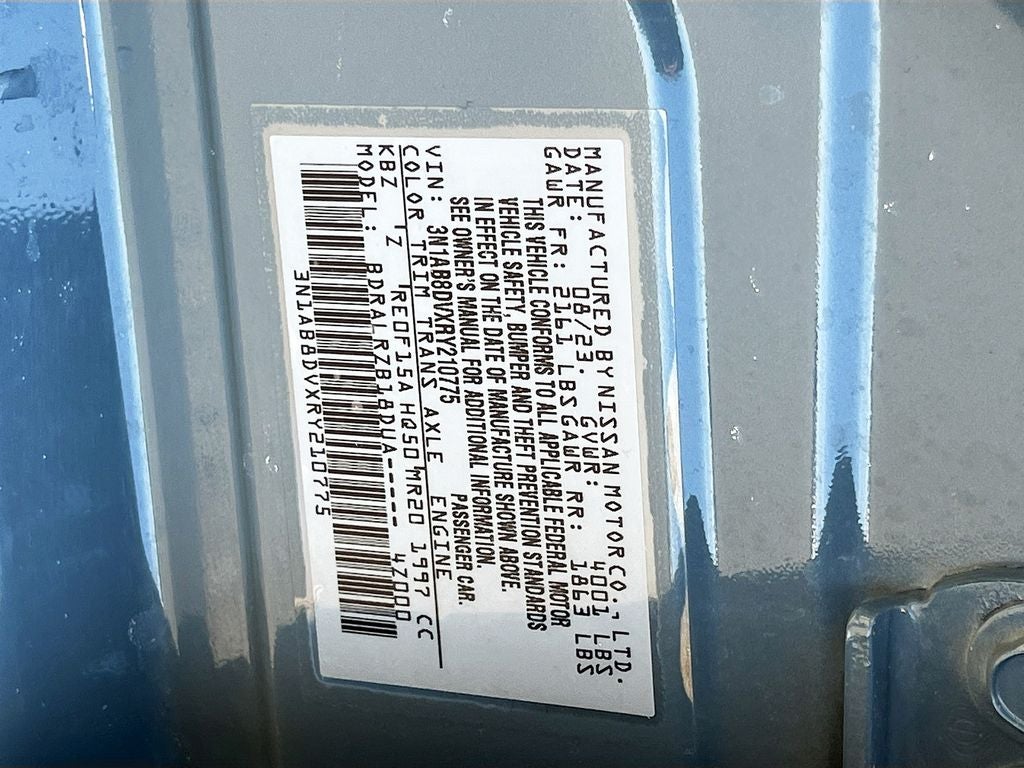 MANUFACTURED BY NISSAN MOTOR CO., LTD.
DATE: 08/23. GVWR: 4001 LBS
GAWR FR: 2161 LBS GAWR RR: 1863 LBS
THIS VEHICLE CONFORMS TO ALL APPLICABLE FEDERAL MOTOR
VEHICLE SAFETY, BUMPER AND THEFT PREVENTION STANDARDS
IN EFFECT ON THE DATE OF MANUFACTURE SHOWN ABOVE.
SEE OWNER'S MANUAL FOR ADDITIONAL INFORMATION.
VIN: 3N1AB8DVXRY210775 PASSENGER CAR.
COLOR TRIM TRANS AXLE ENGINE
KBZ Z RE0F15A HQ50 MR20 1997 CC
MODEL: BDRALRZB18DUA----- 4Z000
3N1AB8DVXRY210775